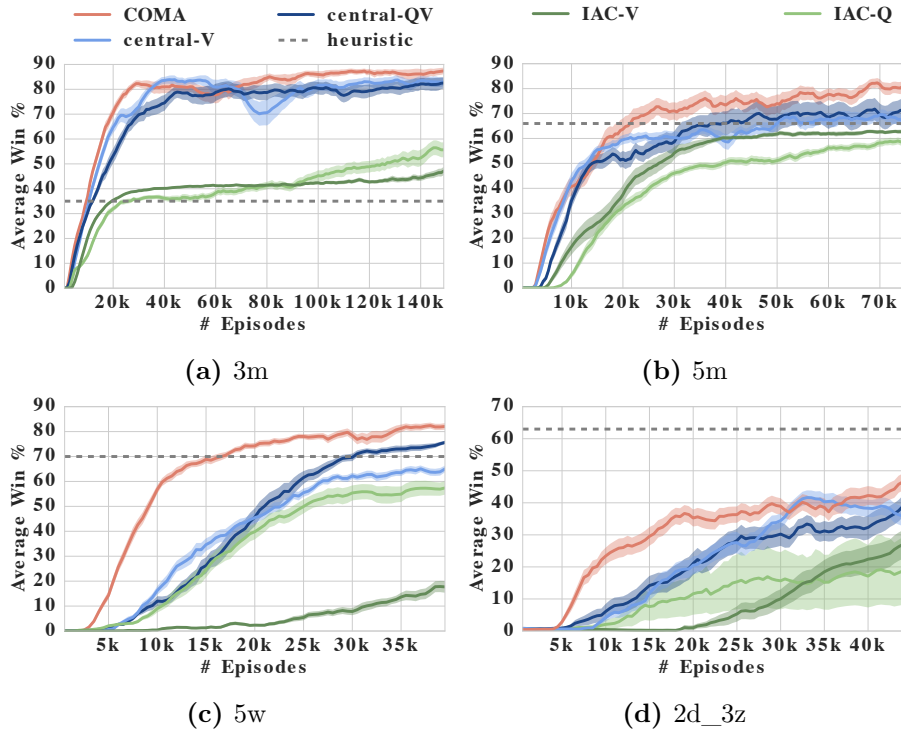 COMA central-QV IAC-V IAC-Q
central-V heuristic
Average Win %
90
80
70
60
50
40
30
20
10
0
20k 40k 60k 80k 100k 120k 140k
# Episodes
(a) 3m
Average Win %
90
80
70
60
50
40
30
20
10
0
10k 20k 30k 40k 50k 60k 70k
# Episodes
(b) 5m
Average Win %
90
80
70
60
50
40
30
20
10
0
5k 10k 15k 20k 25k 30k 35k
# Episodes
(c) 5w
Average Win %
70
60
50
40
30
20
10
0
5k 10k 15k 20k 25k 30k 35k 40k
# Episodes
(d) 2d_3z